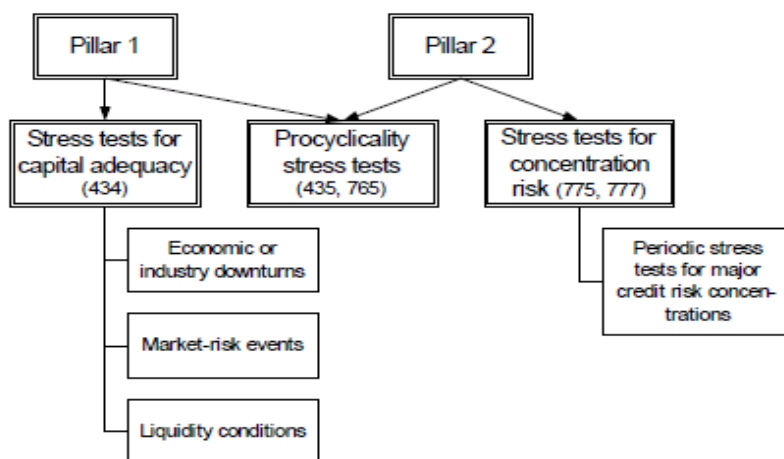 Pillar 1
Pillar 2
Stress tests for
capital adequacy
(434)
Procyclicality
stress tests
(435, 765)
Stress tests for
concentration
risk (775, 777)
Economic or
industry downturns
Market-risk events
Liquidity conditions
Periodic stress
tests for major
credit risk concen-
trations